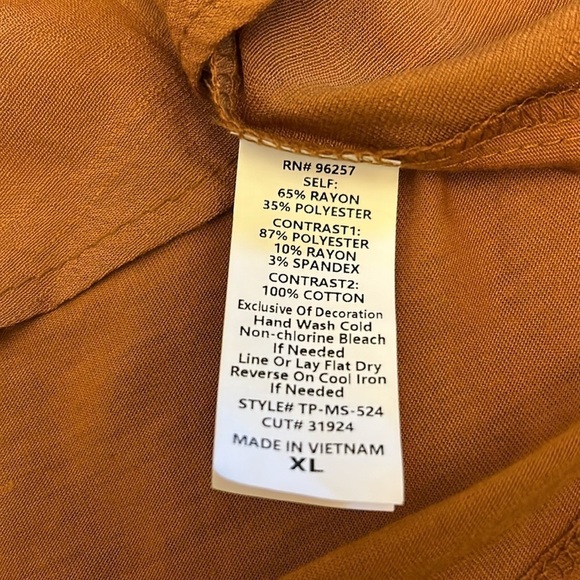 RN# 96257
SELF:
65% RAYON
35% POLYESTER
CONTRAST1:
87% POLYESTER
10% RAYON
3% SPANDEX
CONTRAST2:
100% COTTON
Exclusive Of Decoration
Hand Wash Cold
Non-chlorine Bleach
If Needed
Line Or Lay Flat Dry
Reverse On Cool Iron
If Needed
STYLE# TP-MS-524
CUT# 31924
MADE IN VIETNAM
XL